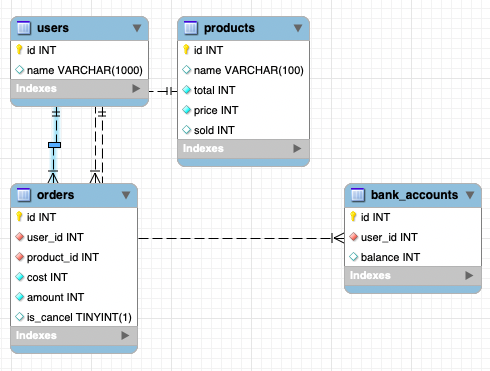 users
id INT
name VARCHAR(1000)
Indexes
products
id INT
name VARCHAR(100)
total INT
price INT
sold INT
Indexes
orders
id INT
user_id INT
product_id INT
cost INT
amount INT
is_cancel TINYINT(1)
Indexes
bank_accounts
id INT
user_id INT
balance INT
Indexes